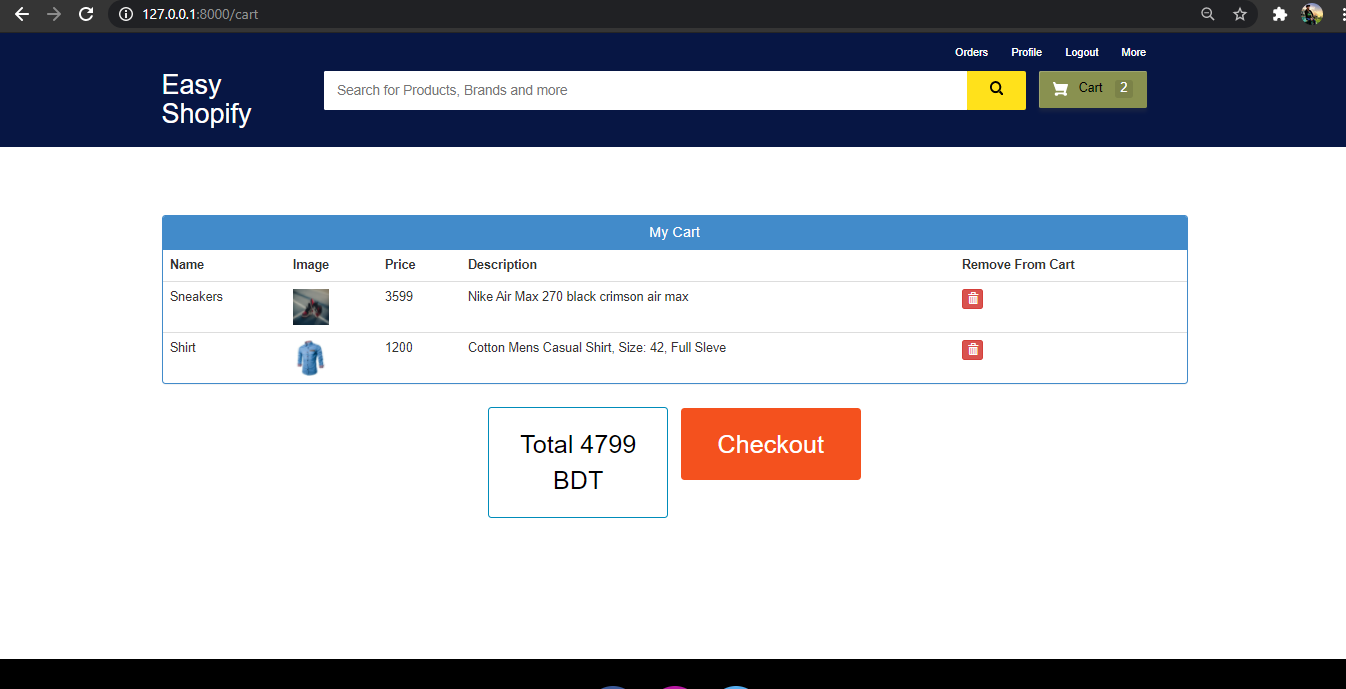 127.0.0.1:8000/cart
Orders Profile Logout More
Easy
Shopify
Search for Products, Brands and more
Cart 2
My Cart
Name Image Price Description Remove From Cart
Sneakers 3599 Nike Air Max 270 black crimson air max
Shirt 1200 Cotton Mens Casual Shirt, Size: 42, Full Sleve
Total 4799
BDT
Checkout